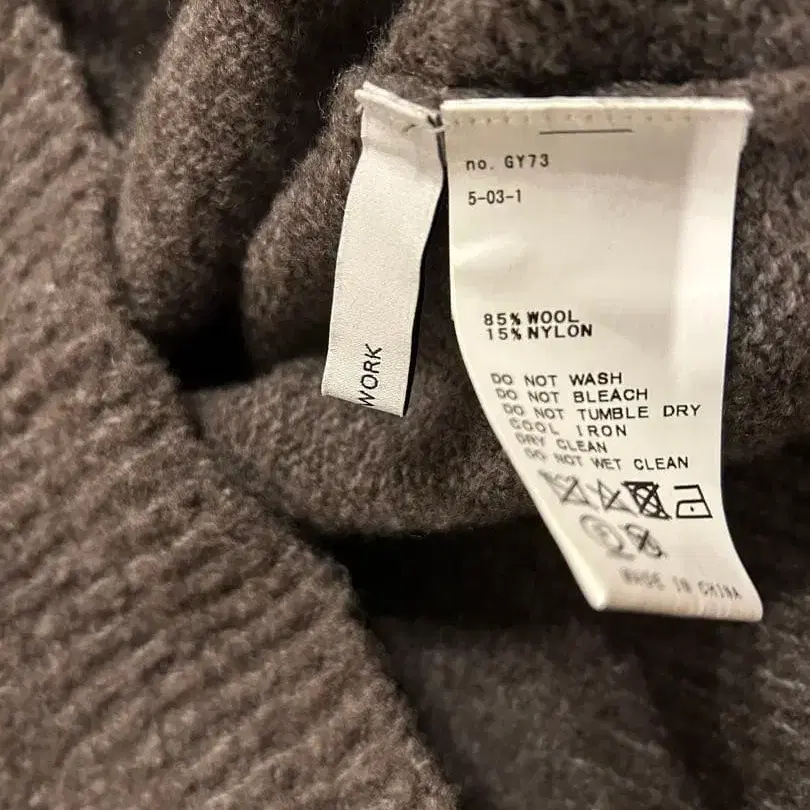 WORK
no. GY73
5-03-1
85% WOOL
15% NYLON
DO NOT WASH
DO NOT BLEACH
DO NOT TUMBLE DRY
COOL IRON
DRY CLEAN
DO NOT WET CLEAN
MADE IN CHINA